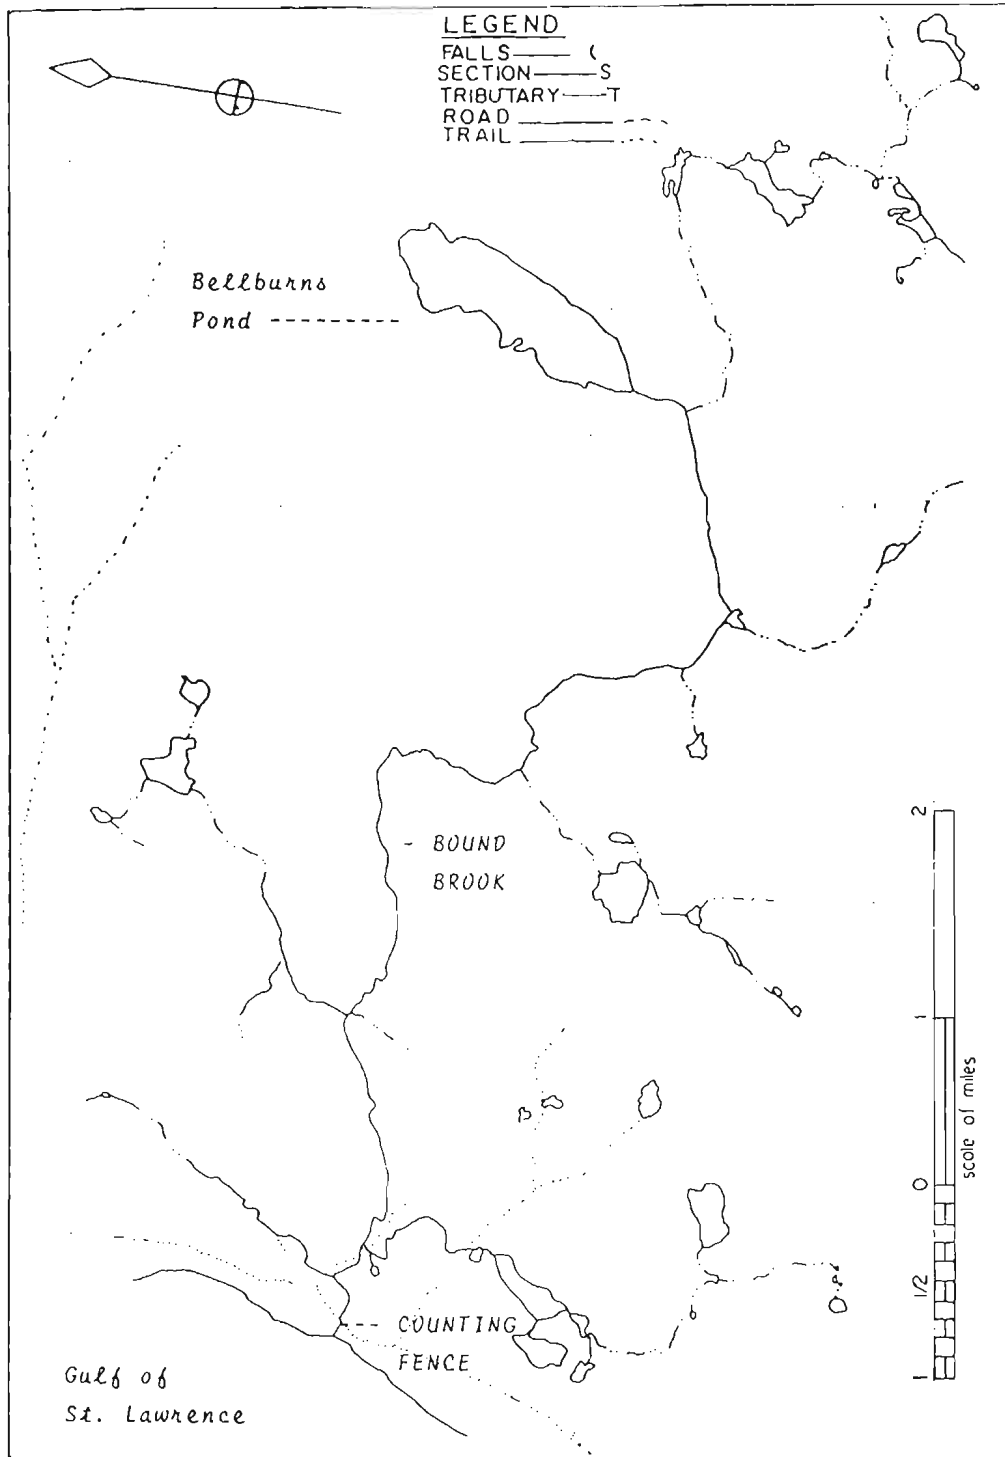 LEGEND
FALLS
SECTION S
TRIBUTARY T
ROAD
TRAIL
Bellburns
Pond
BOUND
BROOK
COUNTING
FENCE
Gulf of
St. Lawrence
2
1
0
1/2
1
scale of miles